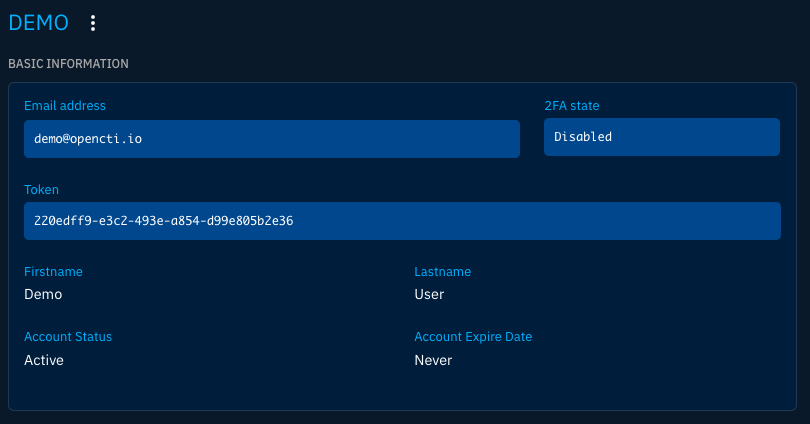 DEMO
BASIC INFORMATION
Email address
2FA state
demo@opencti.io
Disabled
Token
220edff9-e3c2-493e-a854-d99e805b2e36
Firstname
Lastname
Demo
User
Account Status
Account Expire Date
Active
Never